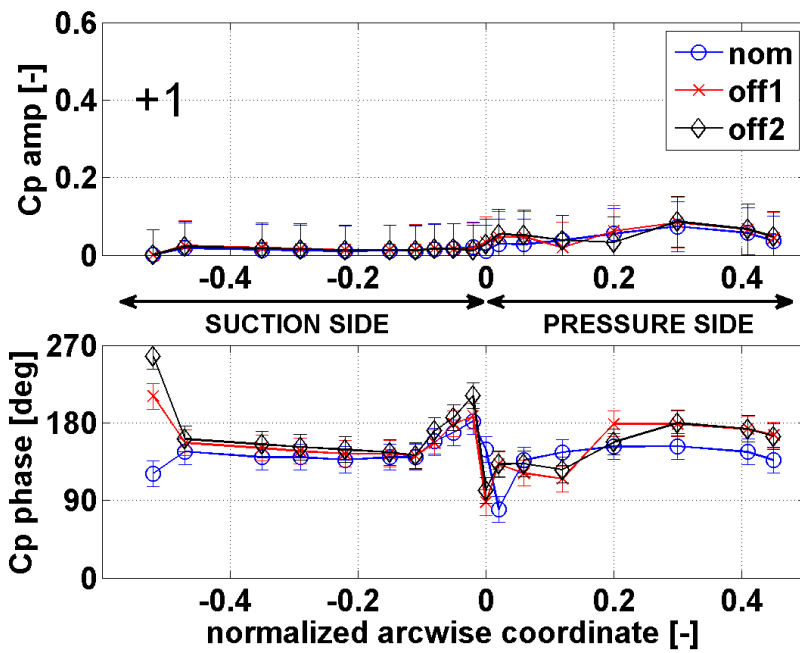 Cp amp [-]
0.6
0.4
0.2
0
+1
nom
off1
off2
-0.4
-0.2
0
0.2
0.4
SUCTION SIDE
PRESSURE SIDE
Cp phase [deg]
270
180
90
0
-0.4
-0.2
0
0.2
0.4
normalized arcwise coordinate [-]